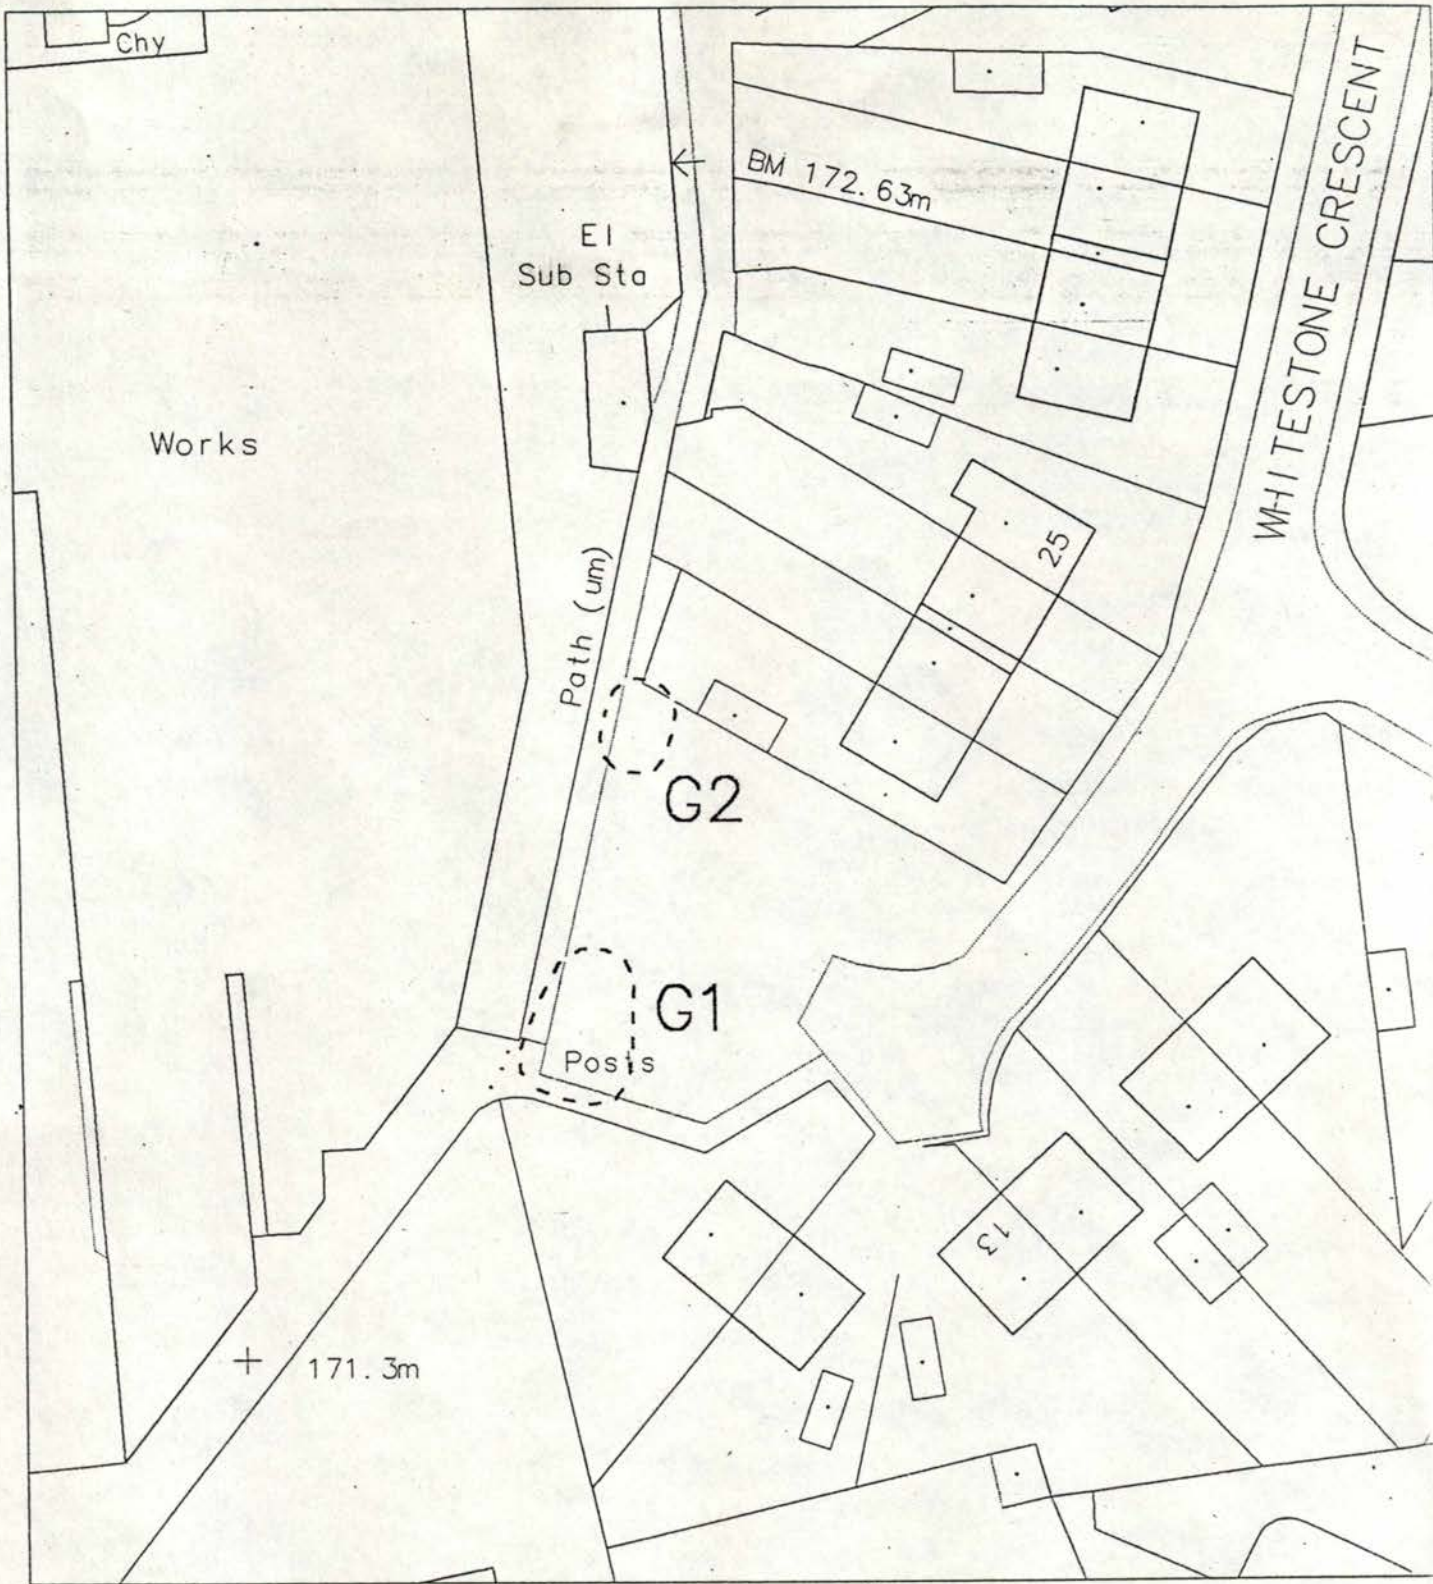 Chy
BM 172.63m
WHITESTONE CRESCENT
El
Sub Sta
Works
25
Path (um)
G2
G1
Posts
13
171.3m